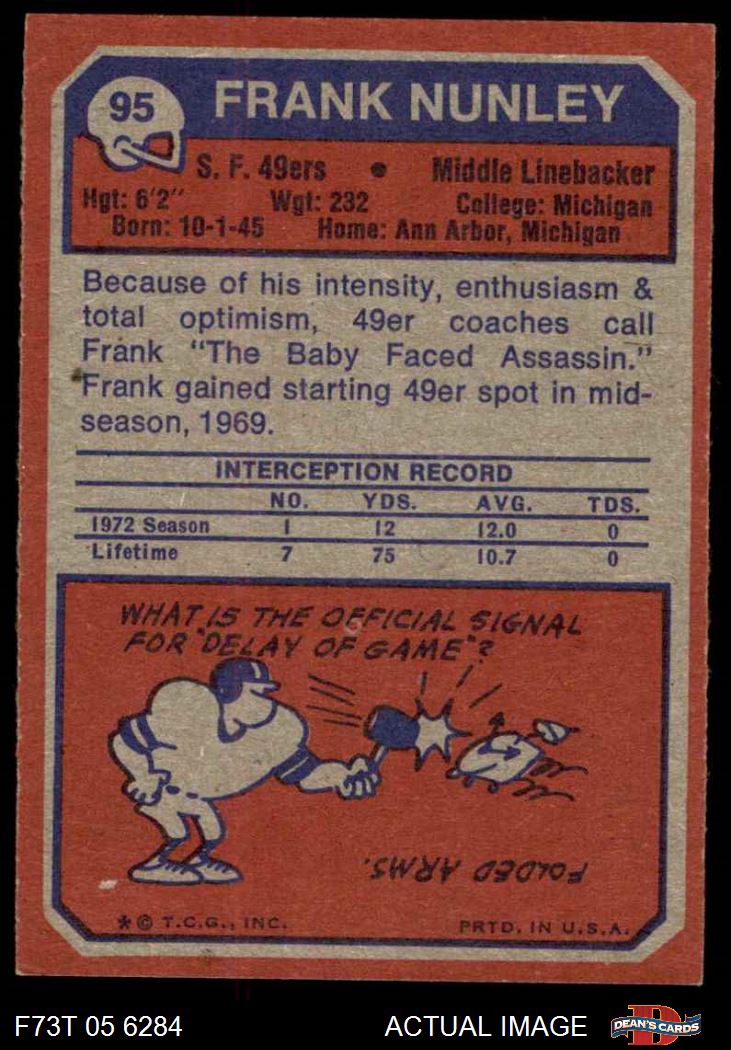 95
FRANK NUNLEY
S. F. 49ers • Middle Linebacker
Hgt: 6'2" Wgt: 232 College: Michigan
Born: 10-1-45 Home: Ann Arbor, Michigan
Because of his intensity, enthusiasm &
total optimism, 49er coaches call
Frank "The Baby Faced Assassin."
Frank gained starting 49er spot in mid-
season, 1969.
INTERCEPTION RECORD
NO. YDS. AVG. TDS.
1972 Season 1 12 12.0 0
Lifetime 7 75 10.7 0
WHAT IS THE OFFICIAL SIGNAL
FOR "DELAY OF GAME"?
FOLDED ARMS.
*© T.C.G., INC. PRTD. IN U.S.A.
F73T 05 6284 ACTUAL IMAGE D DEAN'S CARDS